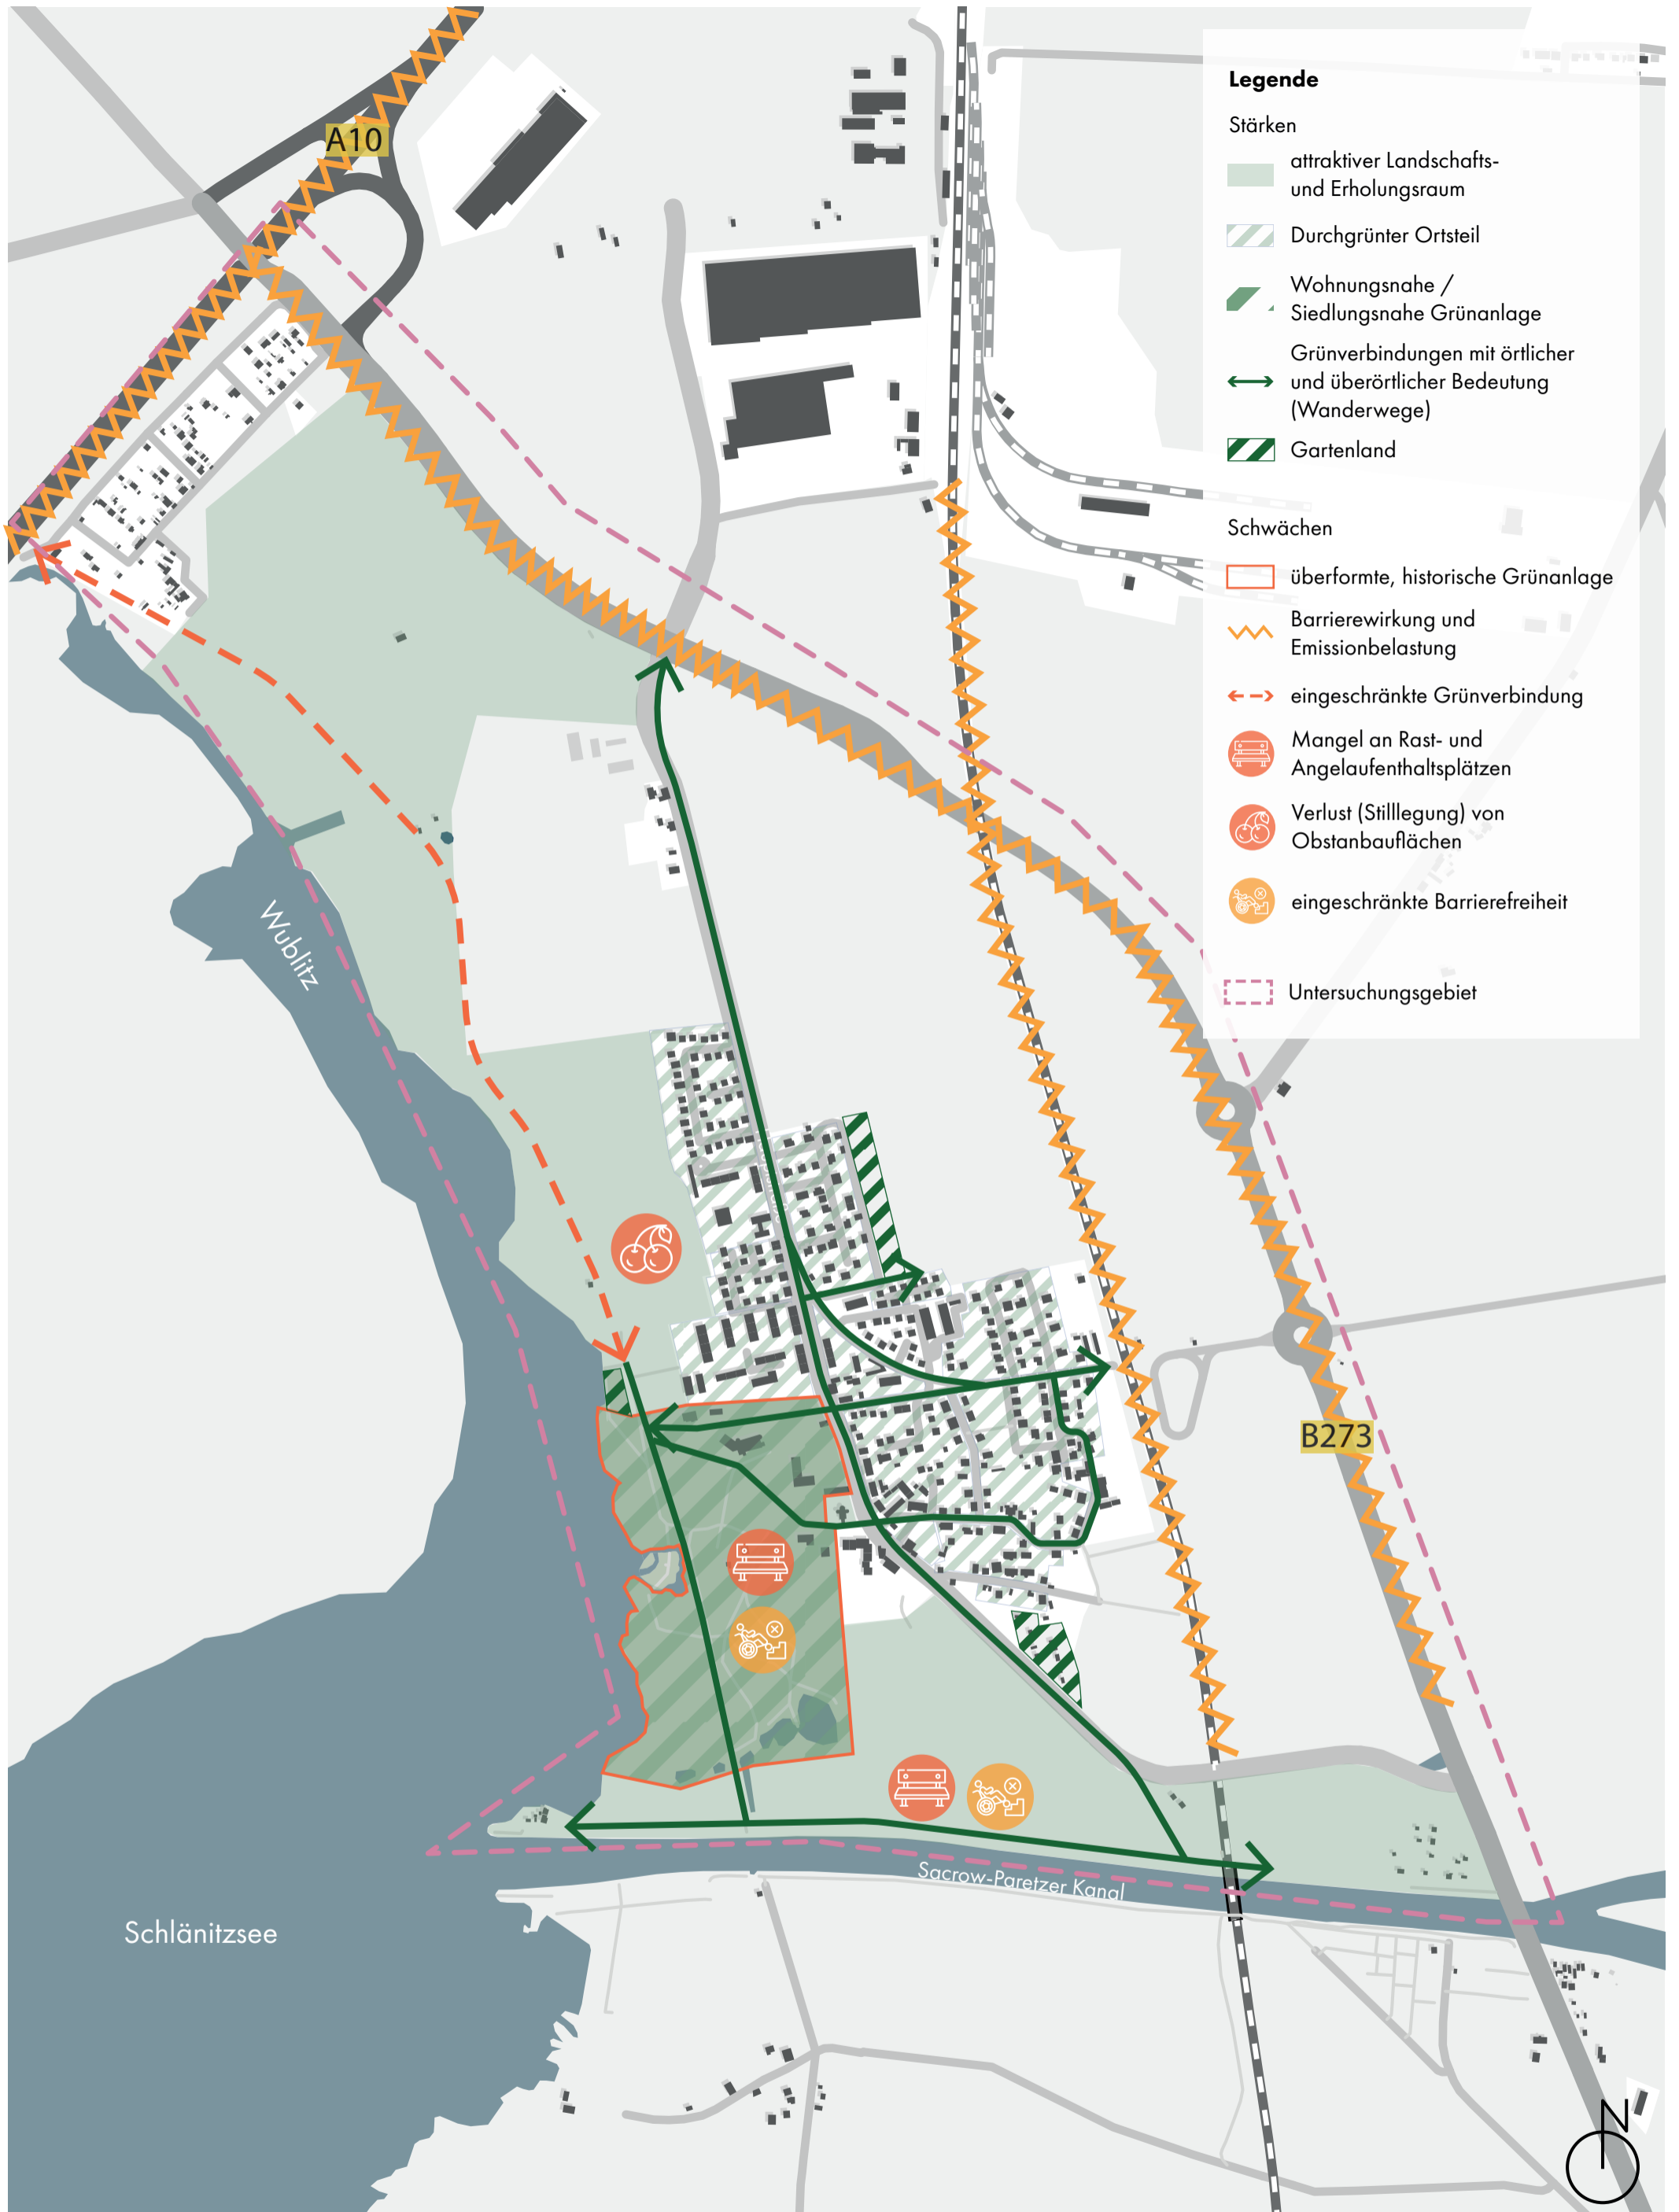 A10
Legende
Stärken
attraktiver Landschafts-
und Erholungsraum
Durchgrünter Ortsteil
Wohnungsnahe /
Siedlungsnahe Grünanlage
Grünverbindungen mit örtlicher
und überörtlicher Bedeutung
(Wanderwege)
Gartenland
Schwächen
überformte, historische Grünanlage
Barrierewirkung und
Emissionbelastung
eingeschränkte Grünverbindung
Mangel an Rast- und
Angelaufenthaltsplätzen
Verlust (Stilllegung) von
Obstanbauflächen
eingeschränkte Barrierefreiheit
Untersuchungsgebiet
Wublitz
B273
Sacrow-Paretzer Kanal
Schlänitzsee
N